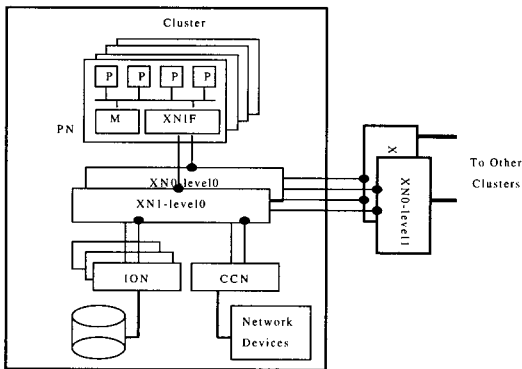 Cluster
P P P P
M XNIF
PN
XN0-level0
XN1-level0
X
XN0-level1
To Other
Clusters
ION CCN
Network
Devices